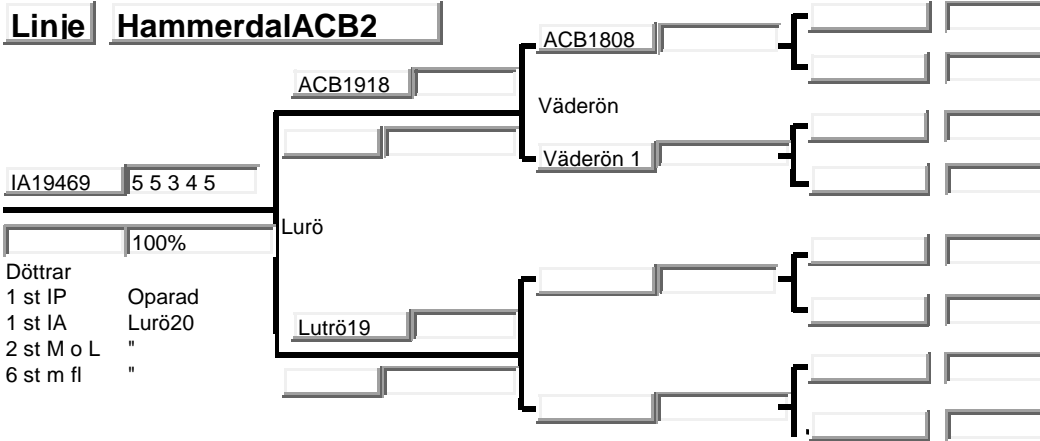 Linje HammerdalACB2
ACB1808
ACB1918
Väderön
Väderön 1
IA19469 5 5 3 4 5
Lurö
100%
Döttrar
1 st IP Oparad
1 st IA Lurö20
2 st M o L "
6 st m fl "
Lutrö19